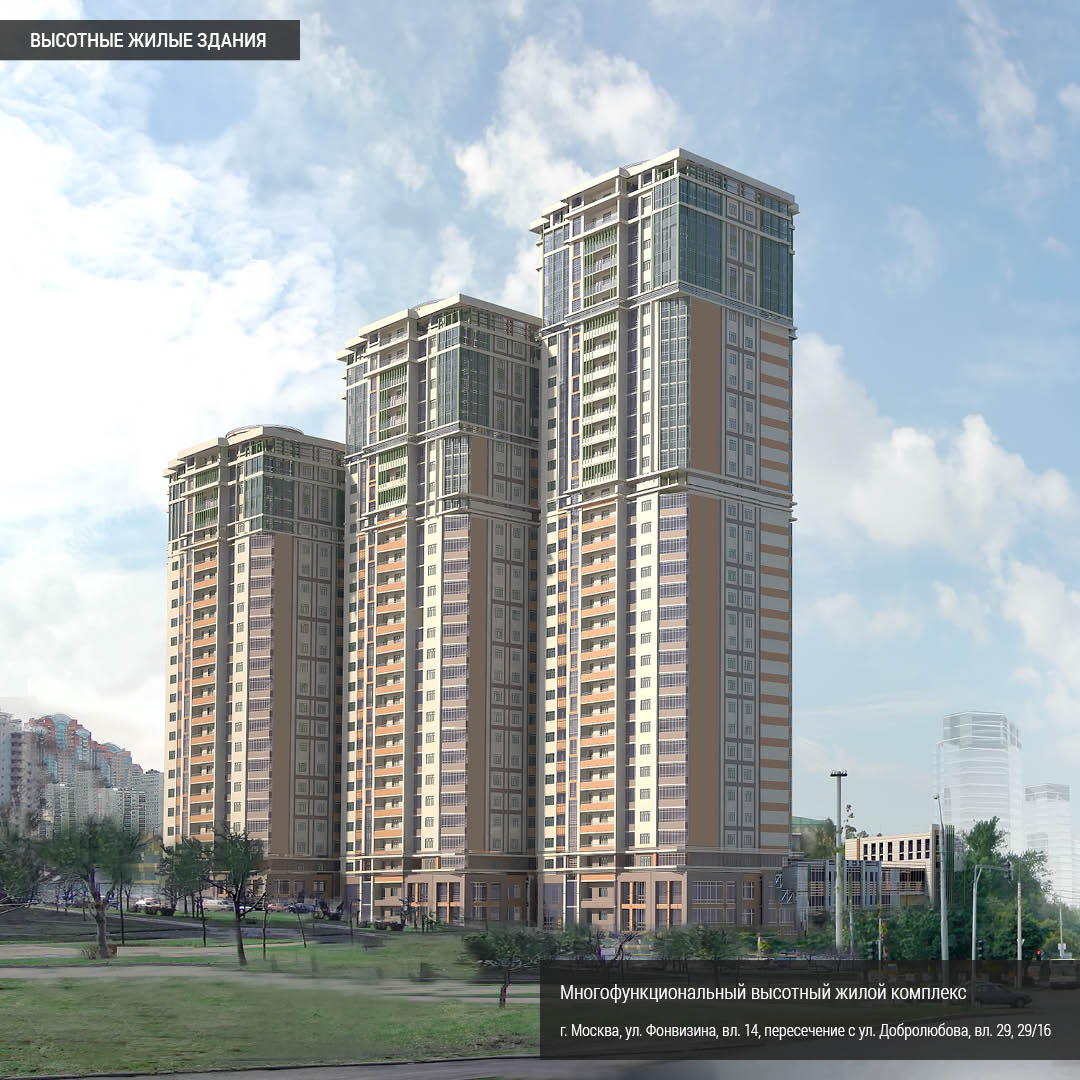 ВЫСОТНЫЕ ЖИЛЫЕ ЗДАНИЯ
Многофункциональный высотный жилой комплекс
г. Москва, ул. Фонвизина, вл. 14, пересечение с ул. Добролюбова, вл. 29, 29/16